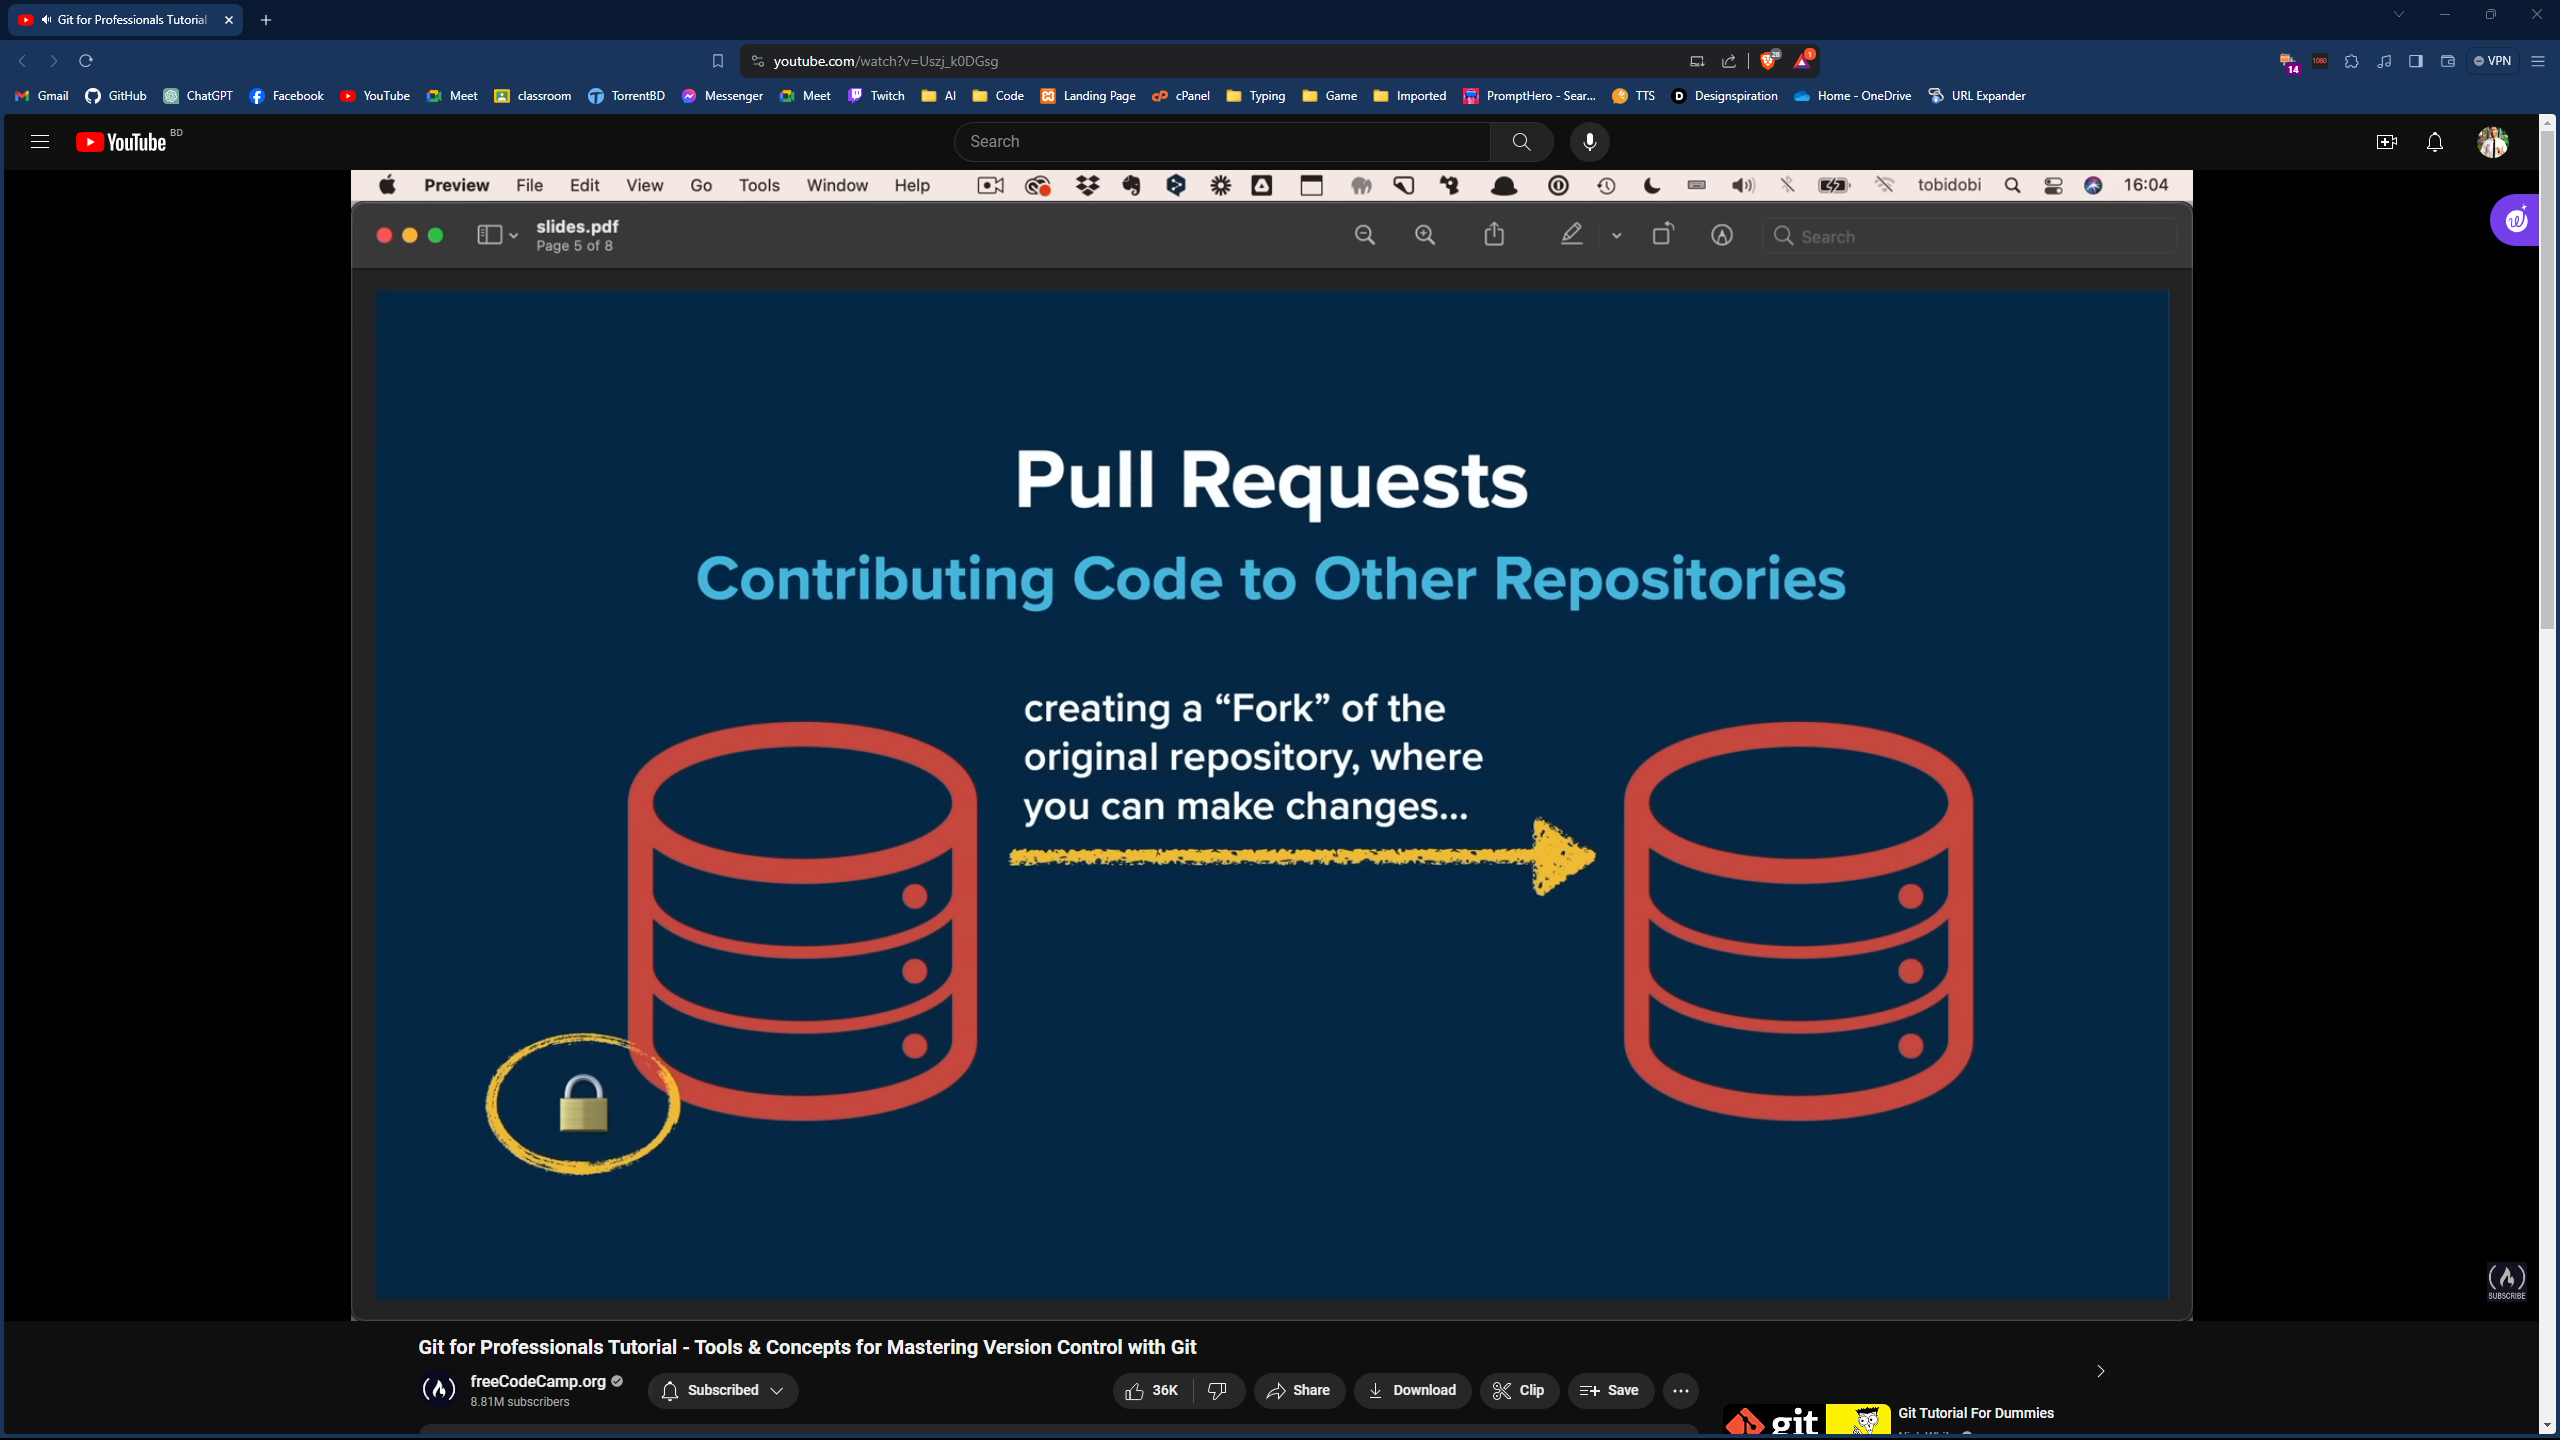 Git for Professionals Tutorial
youtube.com/watch?v=Uszj_k0DGsg
28
1
14
1080
VPN
Gmail GitHub ChatGPT Facebook YouTube Meet classroom TorrentBD Messenger Meet Twitch AI Code Landing Page cPanel Typing Game Imported PromptHero - Sear... TTS Designspiration Home - OneDrive URL Expander
YouTube BD
Search
Preview File Edit View Go Tools Window Help tobidobi 16:04
slides.pdf
Page 5 of 8
Search
Pull Requests
Contributing Code to Other Repositories
creating a “Fork” of the
original repository, where
you can make changes...
SUBSCRIBE
Git for Professionals Tutorial - Tools & Concepts for Mastering Version Control with Git
freeCodeCamp.org
8.81M subscribers
Subscribed
36K
Share
Download
Clip
Save
git
Git Tutorial For Dummies